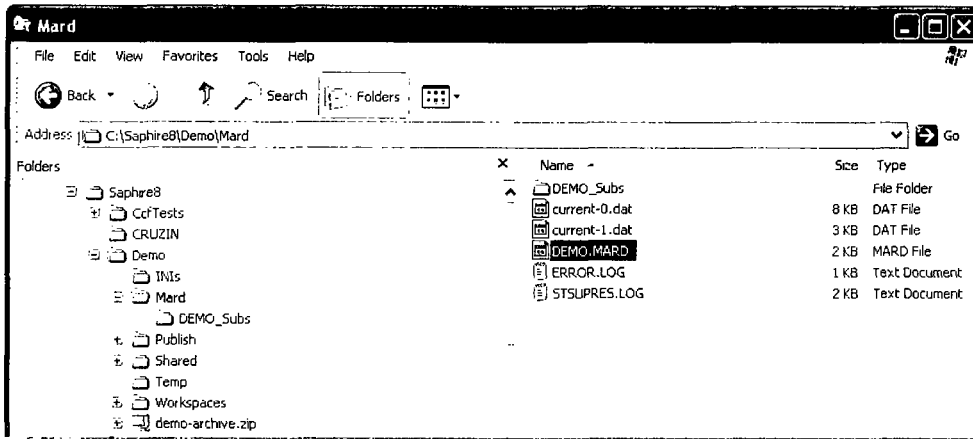 Mard
File Edit View Favorites Tools Help
Back Search Folders
Address C:\Saphire8\Demo\Mard Go
Folders x Name Size Type
Saphire8
CcfTests
CRUZIN
Demo
INIs
Mard
DEMO_Subs
Publish
Shared
Temp
Workspaces
demo-archive.zip
DEMO_Subs File Folder
current-0.dat 8 KB DAT File
current-1.dat 3 KB DAT File
DEMO.MARD 2 KB MARD File
ERROR.LOG 1 KB Text Document
STSUPRES.LOG 2 KB Text Document